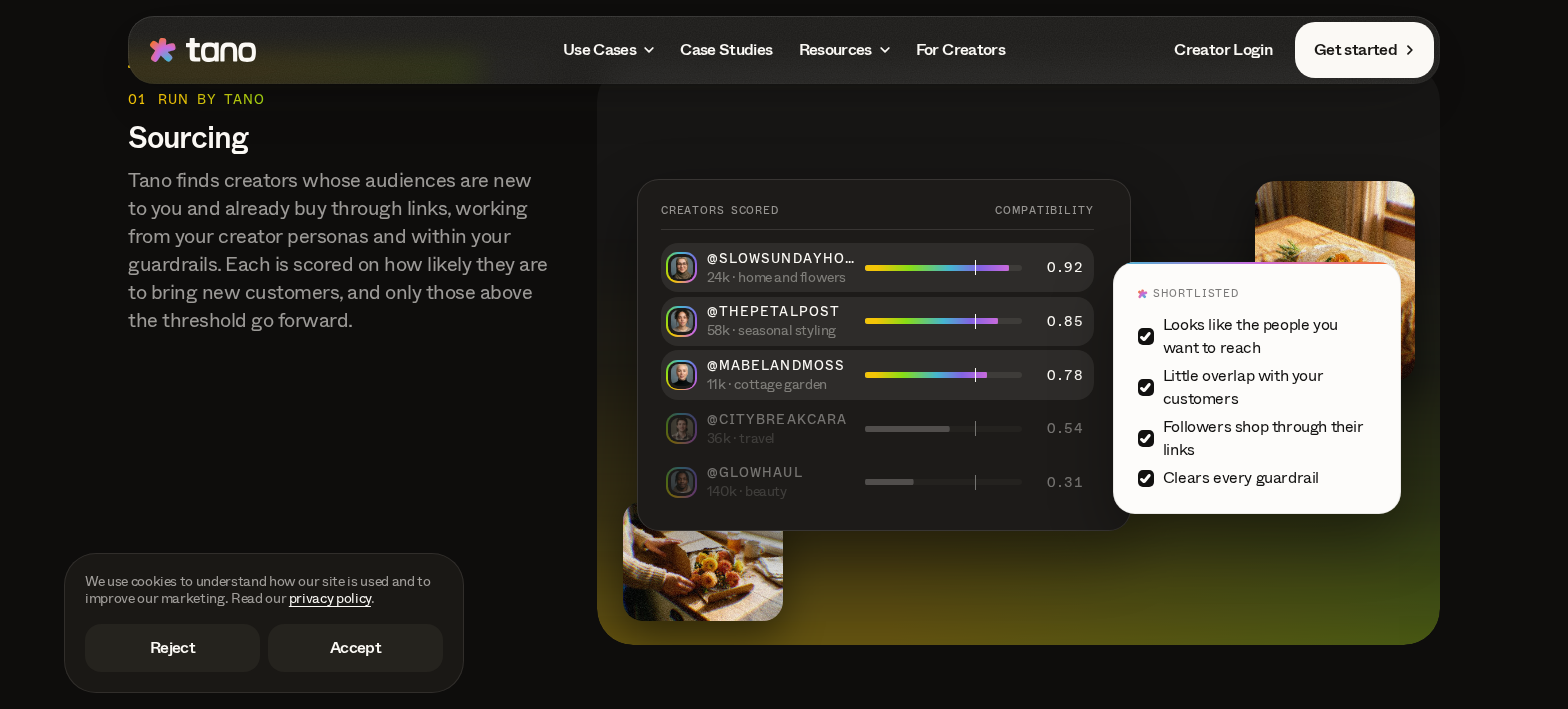 tano
Use Cases
Case Studies
Resources
For Creators
Creator Login
Get started
01 RUN BY TANO
Sourcing
Tano finds creators whose audiences are new
to you and already buy through links, working
from your creator personas and within your
guardrails. Each is scored on how likely they are
to bring new customers, and only those above
the threshold go forward.
CREATORS SCORED
COMPATIBILITY
@SLOWSUNDAYHO…
24k · home and flowers
0.92
@THEPETALPOST
58k · seasonal styling
0.85
@MABELANDMOSS
11k · cottage garden
0.78
@CITYBREAKCARA
36k · travel
0.54
@GLOWHAUL
140k · beauty
0.31
SHORTLISTED
Looks like the people you
want to reach
Little overlap with your
customers
Followers shop through their
links
Clears every guardrail
We use cookies to understand how our site is used and to
improve our marketing. Read our privacy policy.
Reject
Accept